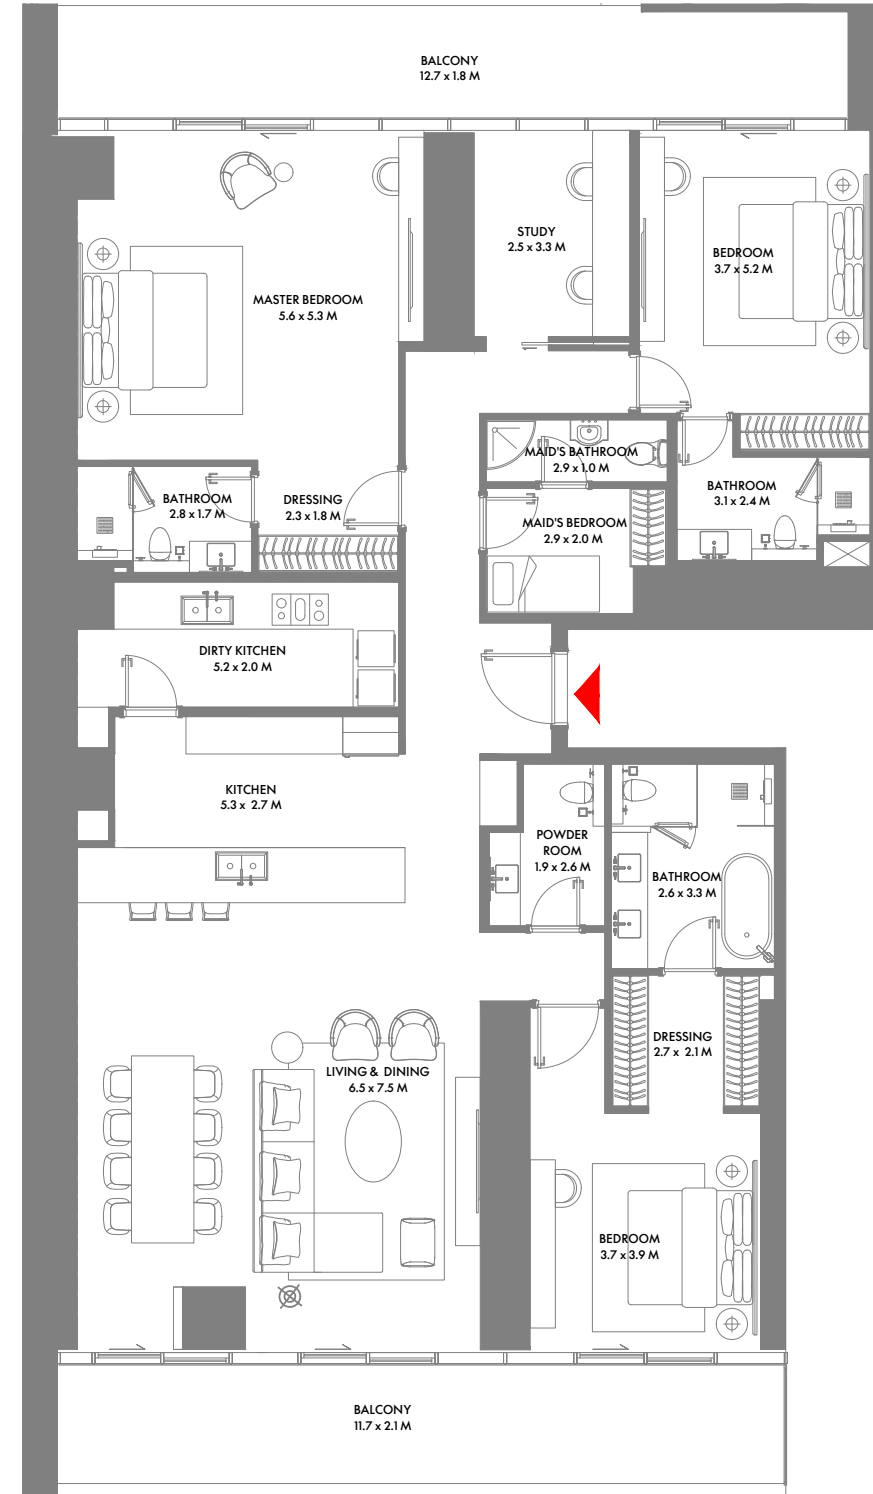 BALCONY
12.7 x 1.8 M
STUDY
2.5 x 3.3 M
BEDROOM
3.7 x 5.2 M
MASTER BEDROOM
5.6 x 5.3 M
MAID'S BATHROOM
2.9 x 1.0 M
BATHROOM
2.8 x 1.7 M
DRESSING
2.3 x 1.8 M
MAID'S BEDROOM
2.9 x 2.0 M
BATHROOM
3.1 x 2.4 M
DIRTY KITCHEN
5.2 x 2.0 M
KITCHEN
5.3 x 2.7 M
POWDER
ROOM
1.9 x 2.6 M
BATHROOM
2.6 x 3.3 M
DRESSING
2.7 x 2.1 M
LIVING & DINING
6.5 x 7.5 M
BEDROOM
3.7 x 3.9 M
BALCONY
11.7 x 2.1 M